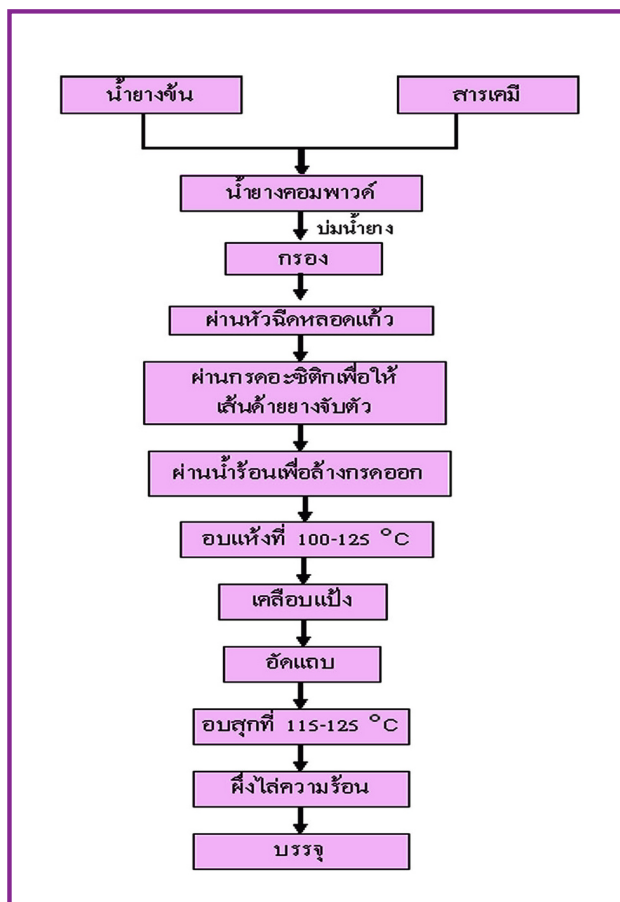 น้ำยางข้น
สารเคมี
น้ำยางคอมพาวด์
บ่มน้ำยาง
กรอง
ผ่านหัวฉีดหลอดแก้ว
ผ่านกรดอะซิติกเพื่อให้
เส้นด้ายยางจับตัว
ผ่านน้ำร้อนเพื่อล้างกรดออก
อบแห้งที่ 100-125 °C
เคลือบแป้ง
อัดแถบ
อบสุกที่ 115-125 °C
ผึ่งไล่ความร้อน
บรรจุ